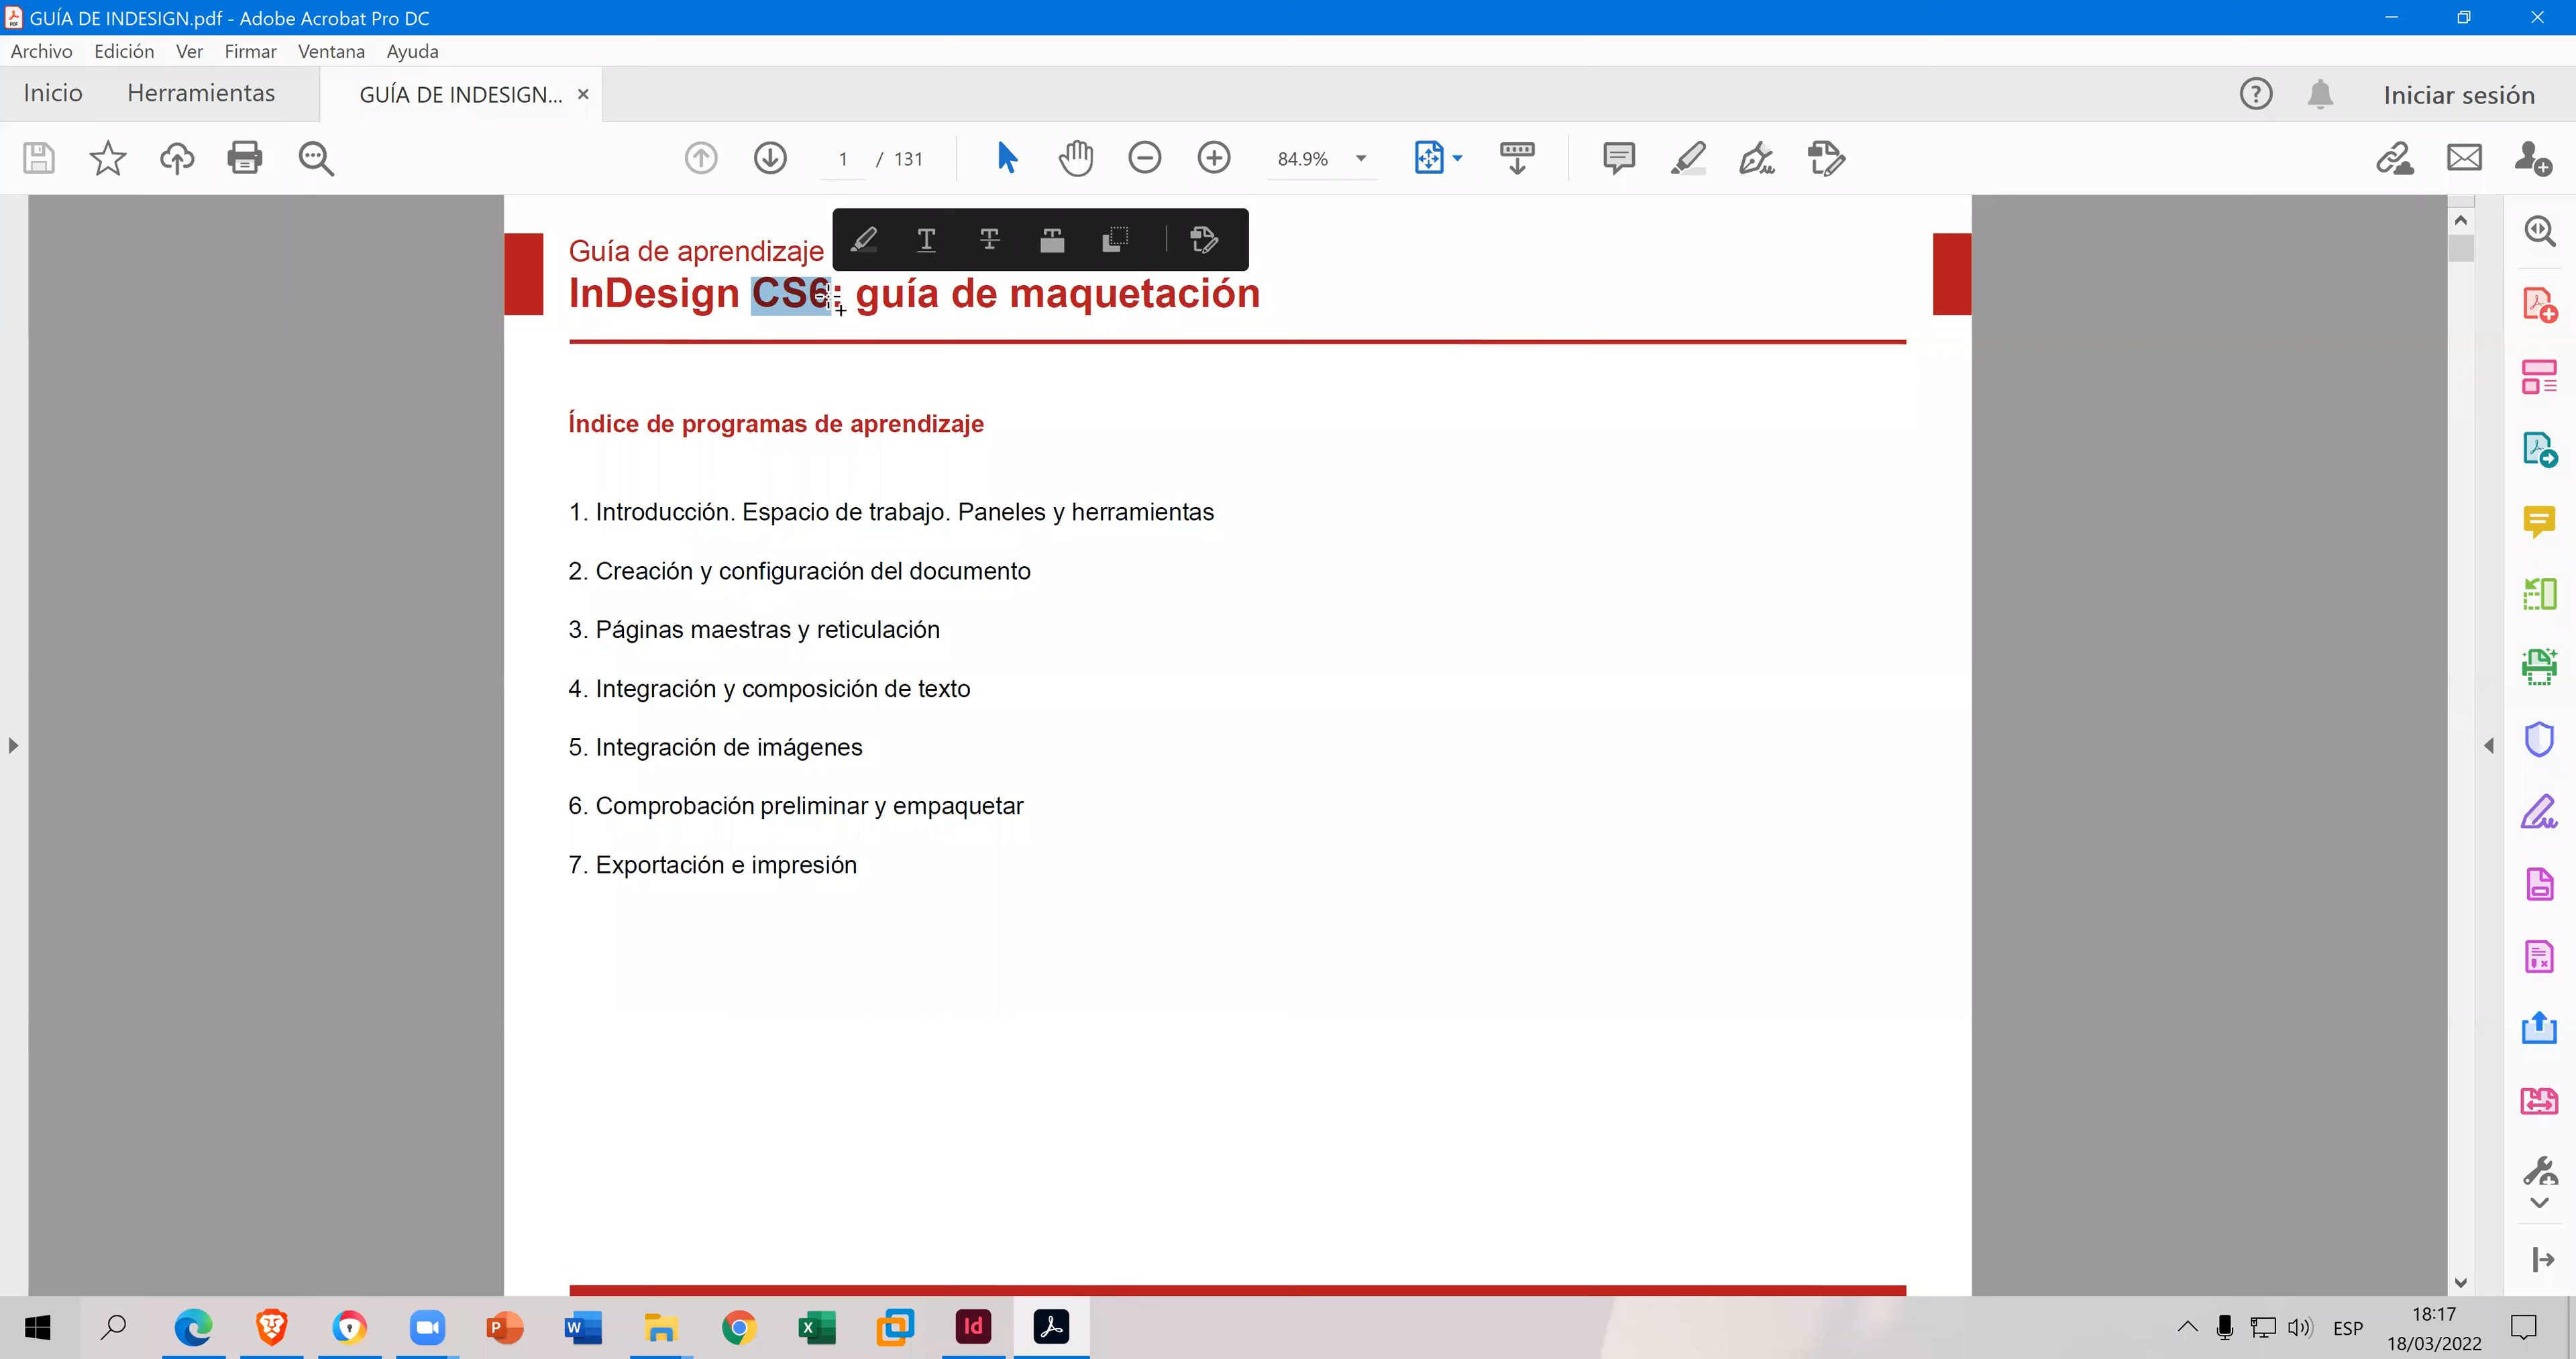 GUÍA DE INDESIGN.pdf - Adobe Acrobat Pro DC
Archivo Edición Ver Firmar Ventana Ayuda
Inicio Herramientas GUÍA DE INDESIGN... × Iniciar sesión
1 / 131 84.9%
Guía de aprendizaje
InDesign CS6: guía de maquetación
Índice de programas de aprendizaje
1. Introducción. Espacio de trabajo. Paneles y herramientas
2. Creación y configuración del documento
3. Páginas maestras y reticulación
4. Integración y composición de texto
5. Integración de imágenes
6. Comprobación preliminar y empaquetar
7. Exportación e impresión
ESP 18:17
18/03/2022